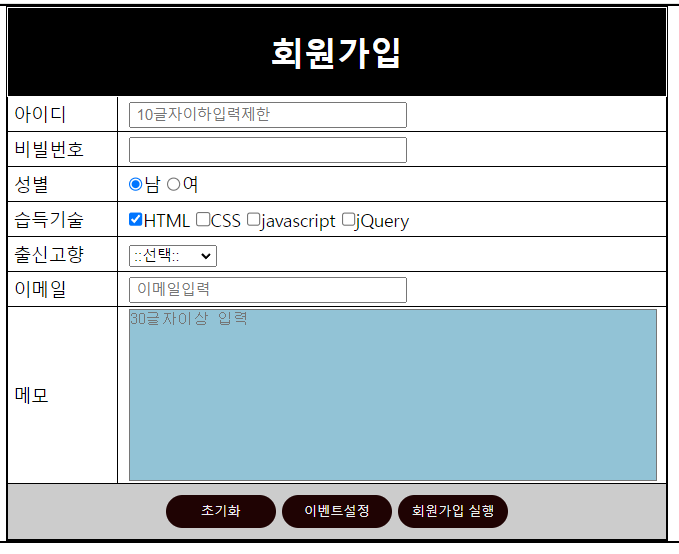 회원가입
아이디 10글자이하입력제한
비빌번호
성별 남 여
습득기술 HTML CSS javascript jQuery
출신고향 ::선택::
이메일 이메일입력
30글자이상 입력
메모
초기화 이벤트설정 회원가입 실행